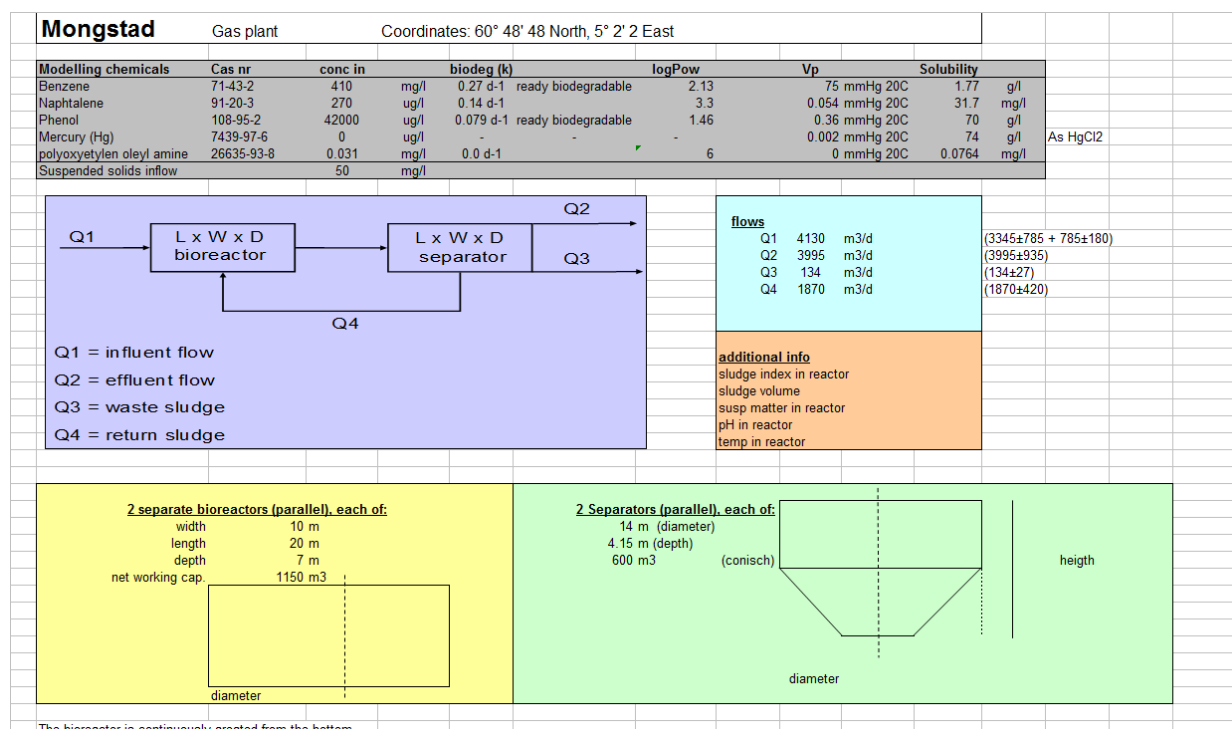 Mongstad Gas plant Coordinates: 60° 48' 48 North, 5° 2' 2 East
Modelling chemicals Cas nr conc in biodeg (k) logPow Vp Solubility
Benzene 71-43-2 410 mg/l 0.27 d-1 ready biodegradable 2.13 75 mmHg 20C 1.77 g/l
Naphtalene 91-20-3 270 ug/l 0.14 d-1 3.3 0.054 mmHg 20C 31.7 mg/l
Phenol 108-95-2 42000 ug/l 0.079 d-1 ready biodegradable 1.46 0.36 mmHg 20C 70 g/l
Mercury (Hg) 7439-97-6 0 ug/l - - - 0.002 mmHg 20C 74 g/l As HgCl2
polyoxyetylen oleyl amine 26635-93-8 0.031 mg/l 0.0 d-1 6 0 mmHg 20C 0.0764 mg/l
Suspended solids inflow 50 mg/l
Q1
L x W x D
bioreactor
L x W x D
separator
Q2
Q3
Q4
Q1 = influent flow
Q2 = effluent flow
Q3 = waste sludge
Q4 = return sludge
flows
Q1 4130 m3/d (3345±785 + 785±180)
Q2 3995 m3/d (3995±935)
Q3 134 m3/d (134±27)
Q4 1870 m3/d (1870±420)
additional info
sludge index in reactor
sludge volume
susp matter in reactor
pH in reactor
temp in reactor
2 separate bioreactors (parallel), each of:
width 10 m
length 20 m
depth 7 m
net working cap. 1150 m3
diameter
2 Separators (parallel), each of:
14 m (diameter)
4.15 m (depth)
600 m3 (conisch)
heigth
diameter
The bioreactor is continuously areated from the bottom